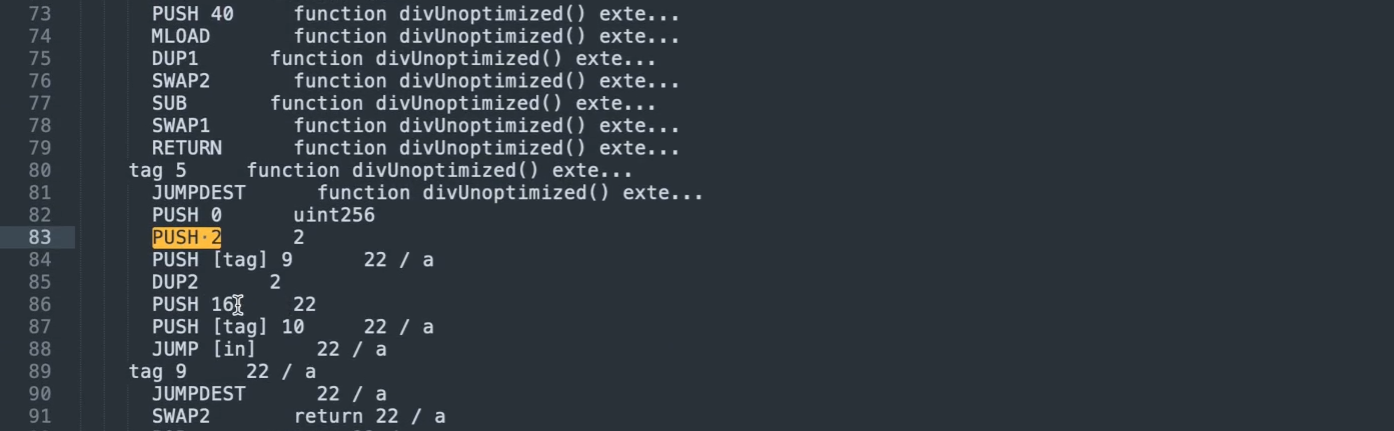 73 PUSH 40 function divUnoptimized() exte...
74 MLOAD function divUnoptimized() exte...
75 DUP1 function divUnoptimized() exte...
76 SWAP2 function divUnoptimized() exte...
77 SUB function divUnoptimized() exte...
78 SWAP1 function divUnoptimized() exte...
79 RETURN function divUnoptimized() exte...
80 tag 5 function divUnoptimized() exte...
81 JUMPDEST function divUnoptimized() exte...
82 PUSH 0 uint256
83 PUSH·2 2
84 PUSH [tag] 9 22 / a
85 DUP2 2
86 PUSH 16 22
87 PUSH [tag] 10 22 / a
88 JUMP [in] 22 / a
89 tag 9 22 / a
90 JUMPDEST 22 / a
91 SWAP2 return 22 / a